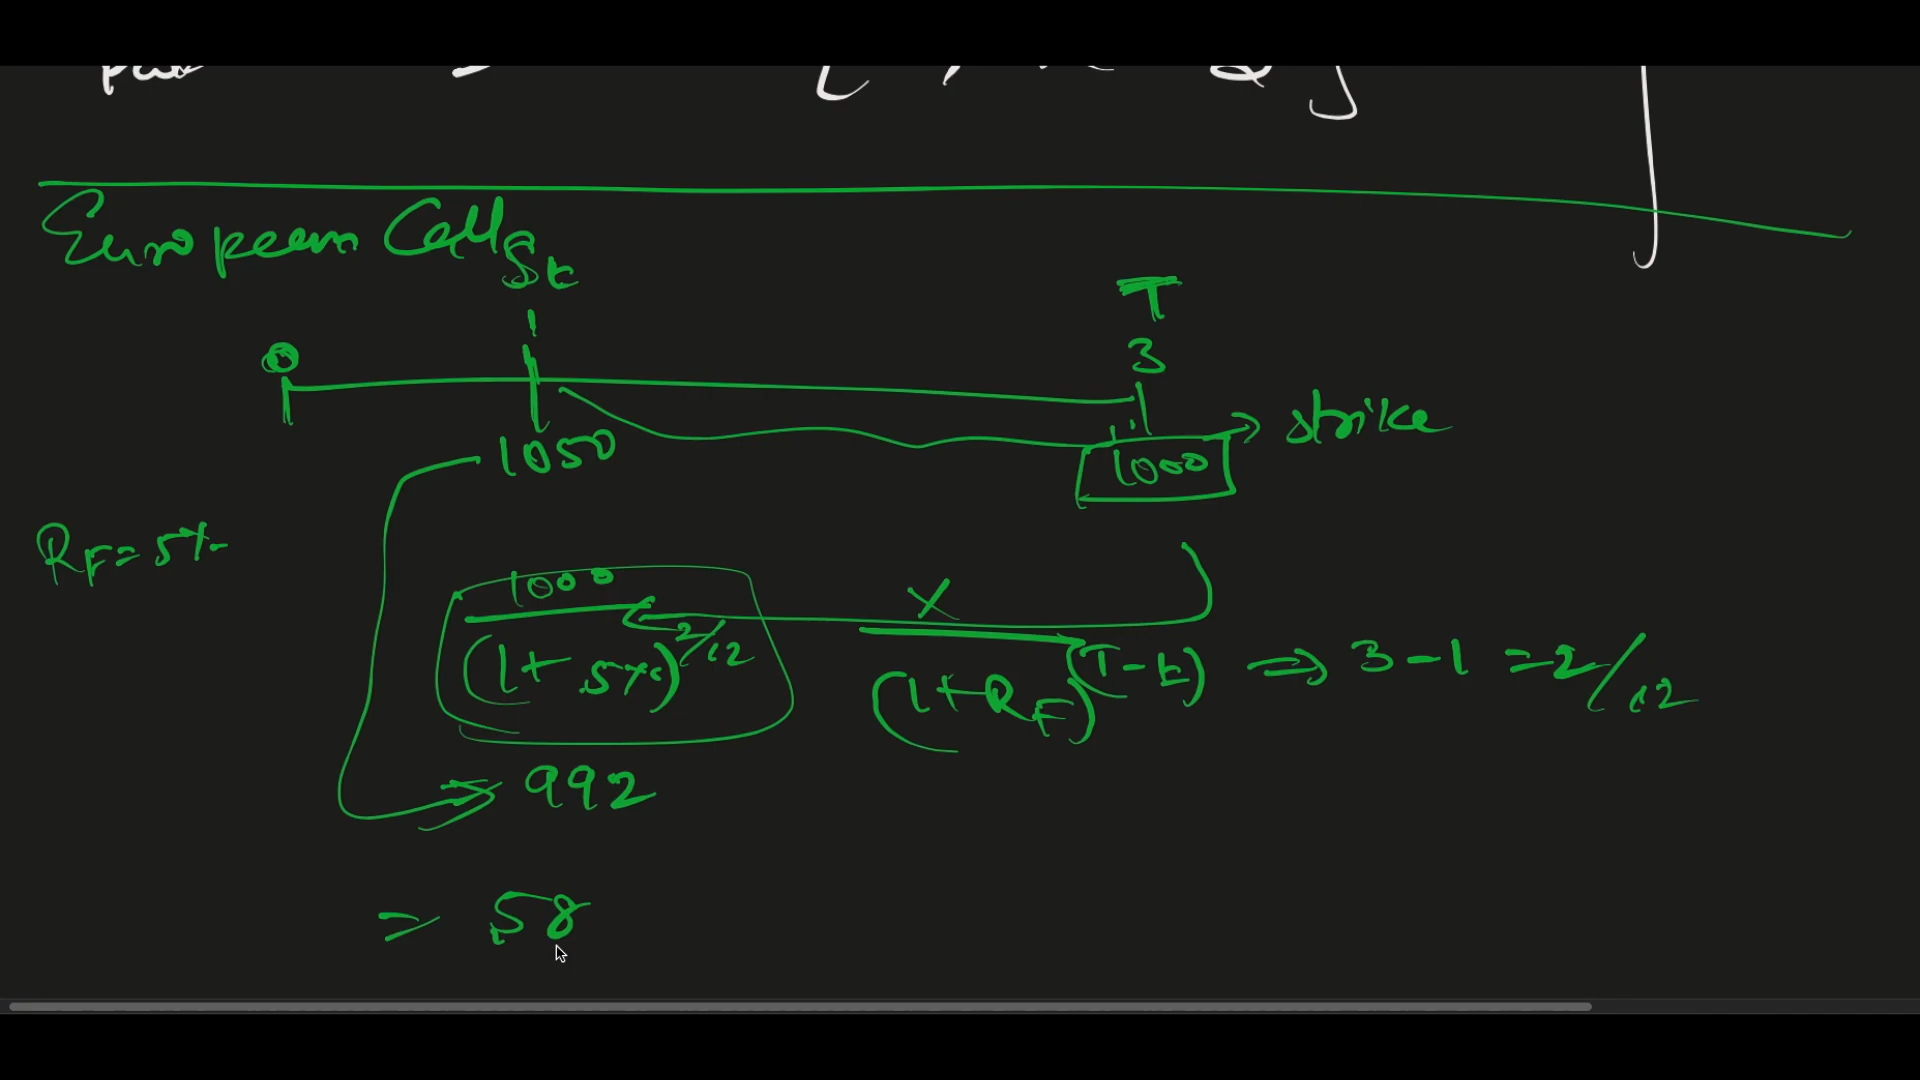 European Call
St
T
0 1 3
1050 1000 → strike
RF = 5%
1000
(1 + 5%)^2/12
X
(1 + RF)^(T - t) ⇒ 3 - 1 = 2/12
⇒ 992
= 58